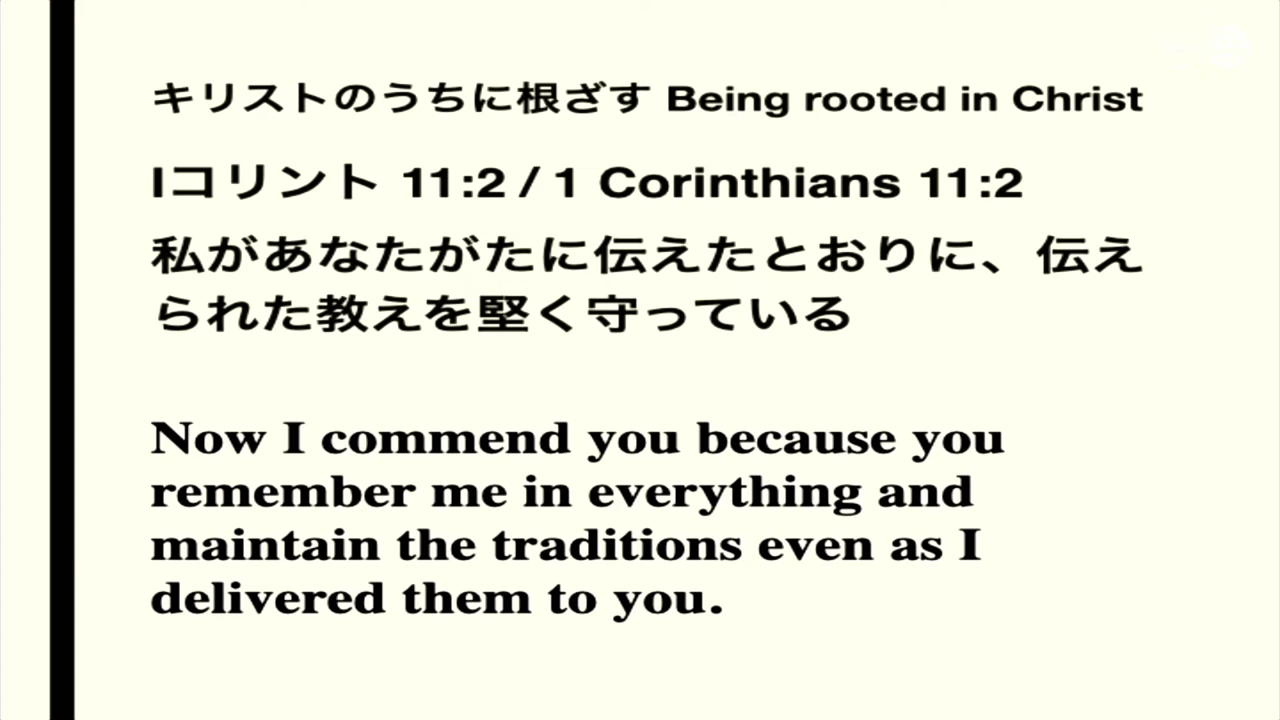 キリストのうちに根ざす Being rooted in Christ
Iコリント 11:2 / 1 Corinthians 11:2
私があなたがたに伝えたとおりに、伝え
られた教えを堅く守っている
Now I commend you because you
remember me in everything and
maintain the traditions even as I
delivered them to you.